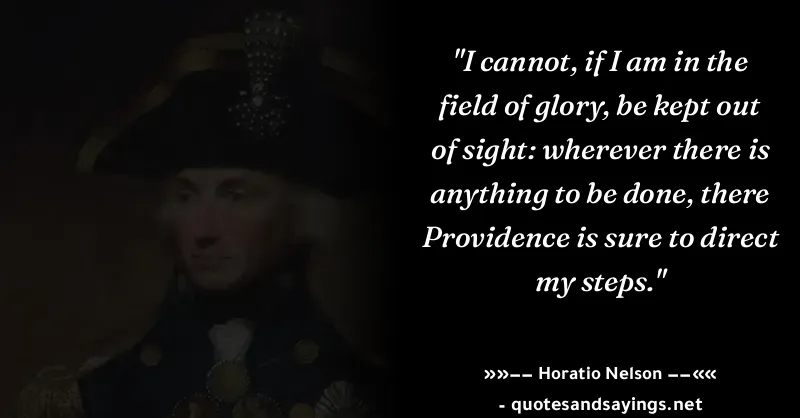 "I cannot, if I am in the
field of glory, be kept out
of sight: wherever there is
anything to be done, there
Providence is sure to direct
my steps."
»»–– Horatio Nelson ––««
- quotesandsayings.net